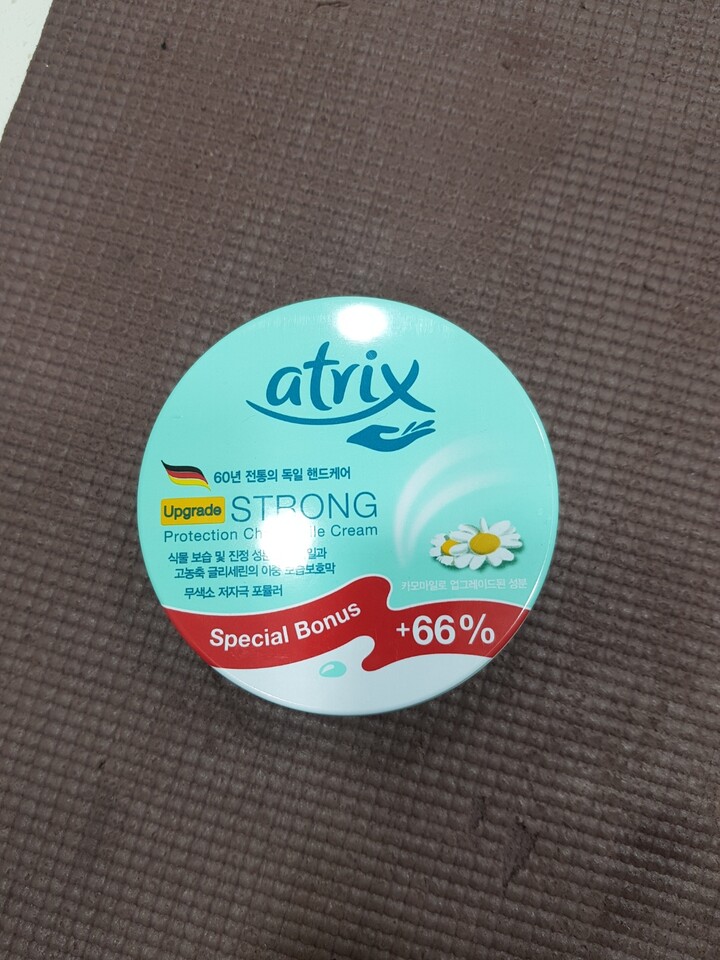 atrix
60년 전통의 독일 핸드케어
Upgrade STRONG
Protection Cream
식물 보습 및 진정
고농축 글리세린의 이중 보습보호막
무색소 저자극 포뮬러
카모마일로 업그레이드된 성분
Special Bonus +66%